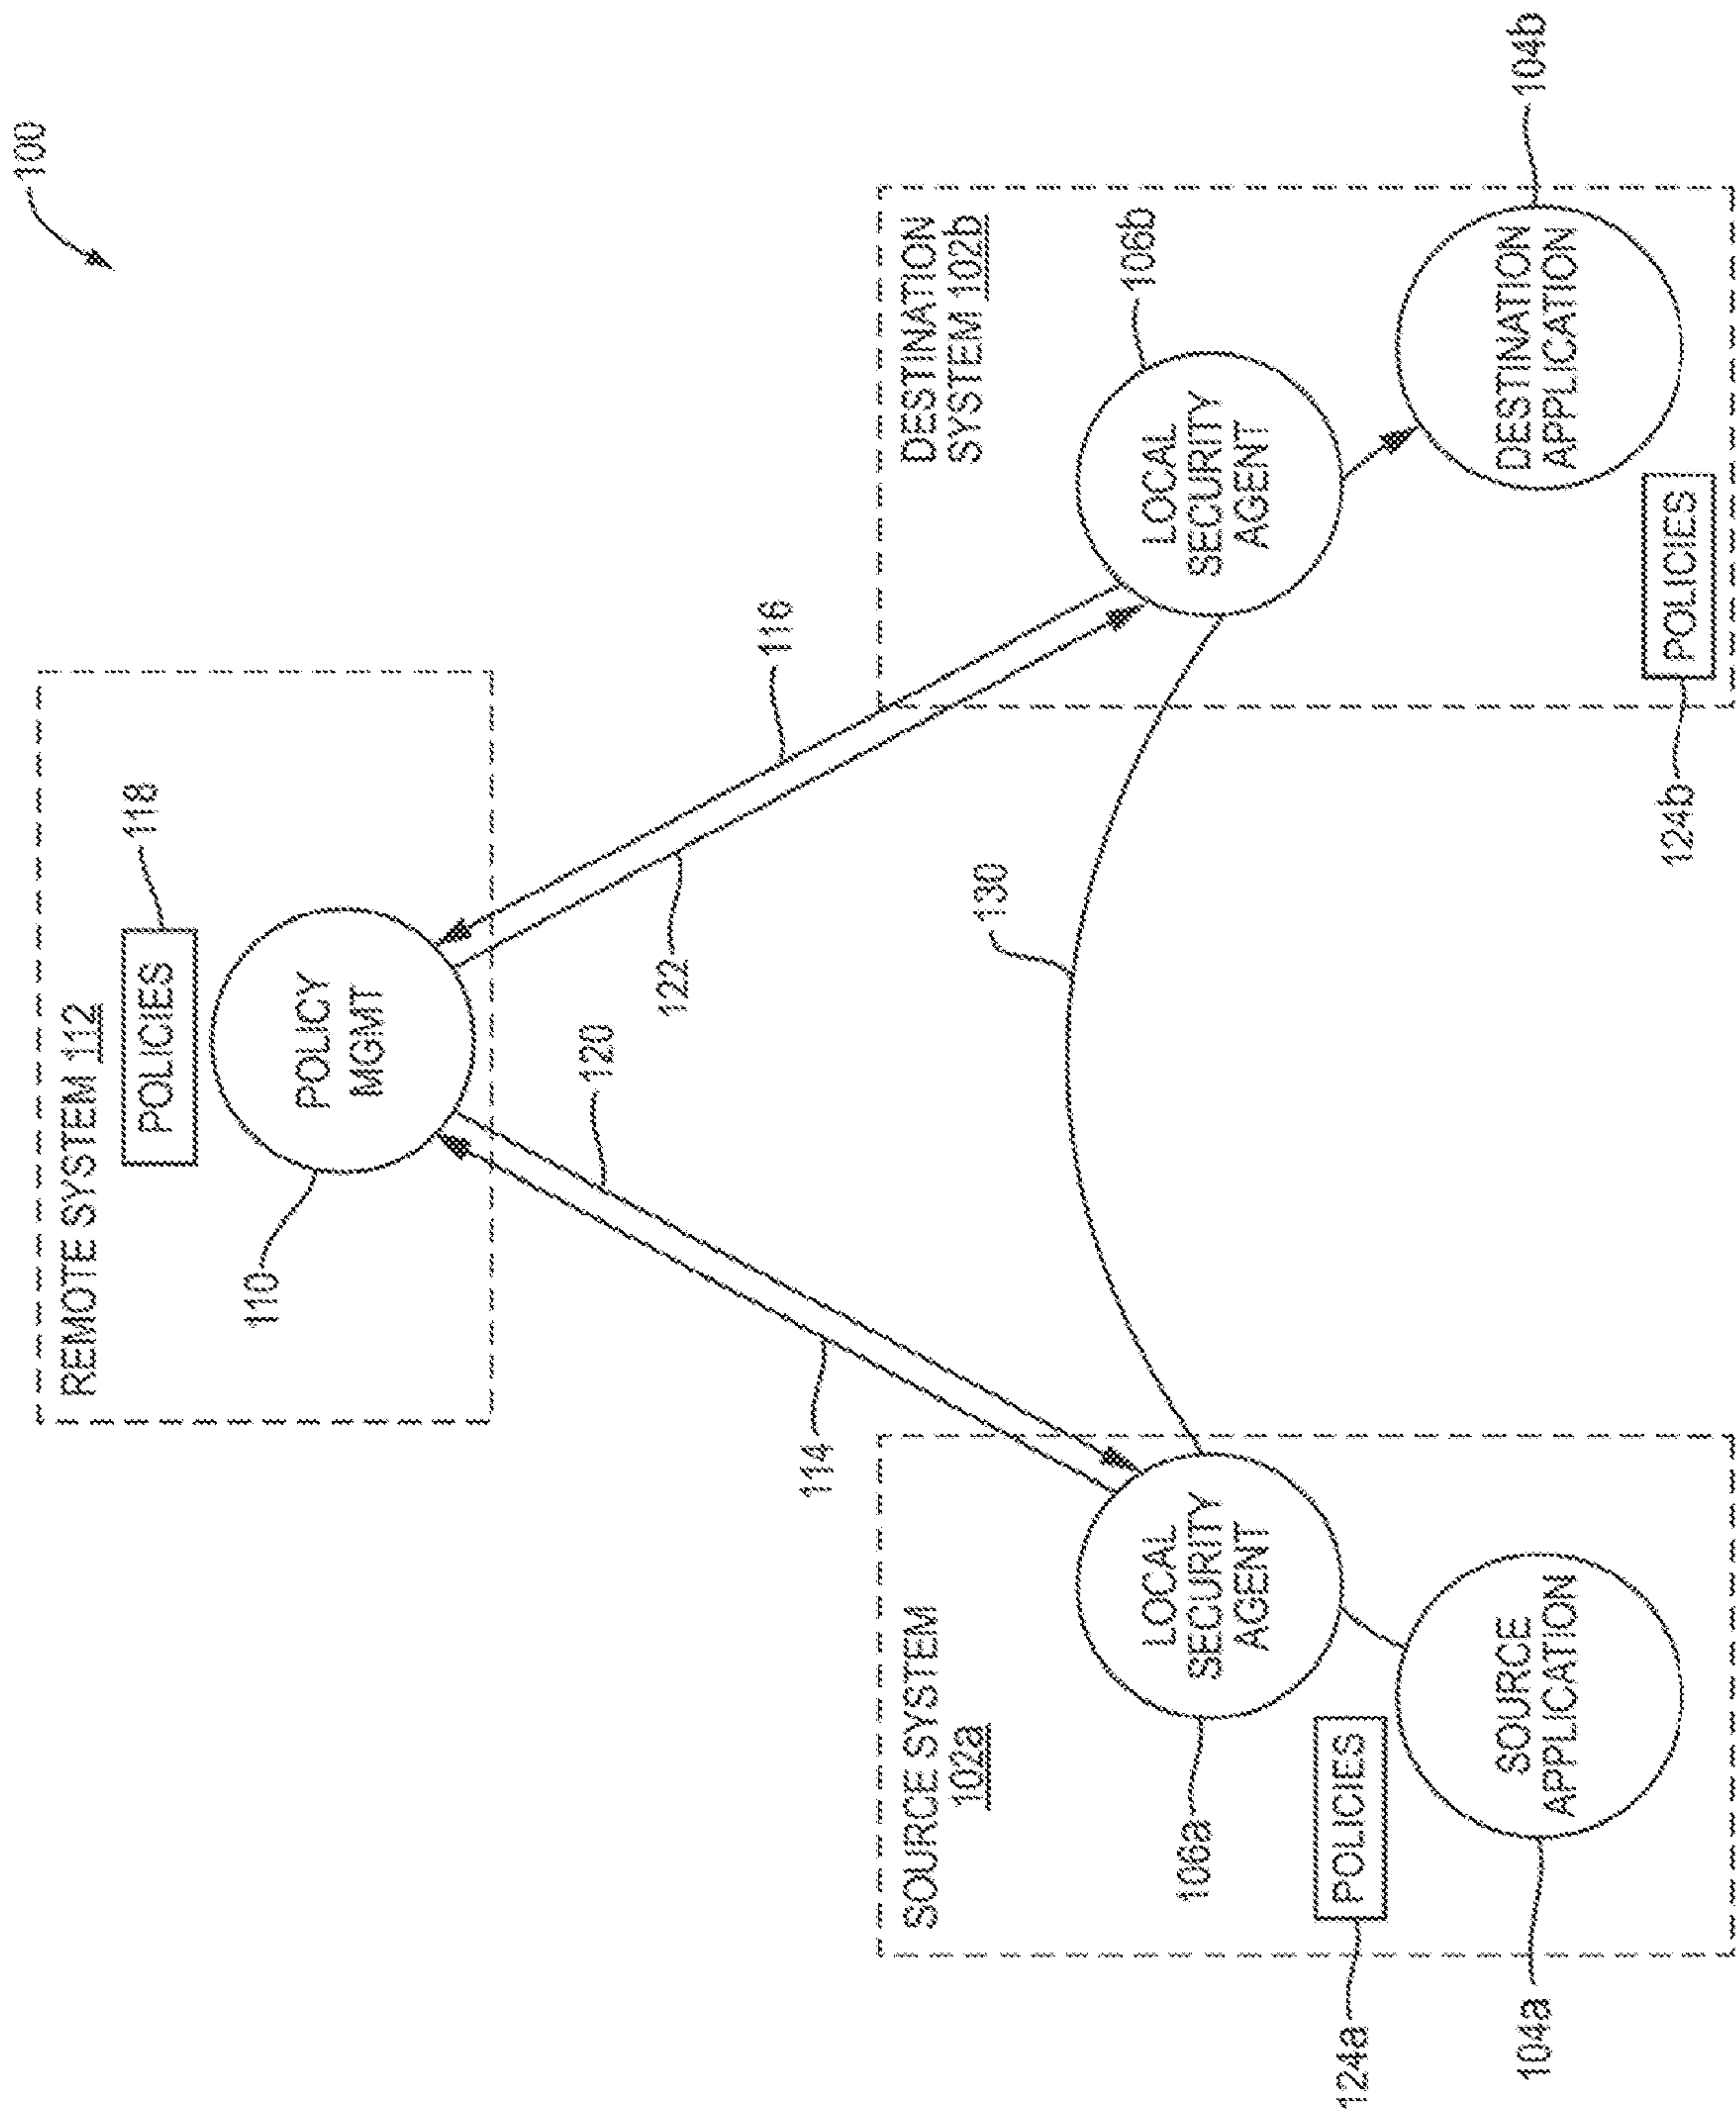 100
REMOTE SYSTEM 112
POLICIES
118
POLICY
MGMT
110
114
120
122
116
130
SOURCE SYSTEM
102a
LOCAL
SECURITY
AGENT
106a
POLICIES
124a
SOURCE
APPLICATION
104a
DESTINATION
SYSTEM 102b
106b
LOCAL
SECURITY
AGENT
DESTINATION
APPLICATION
104b
POLICIES
124b